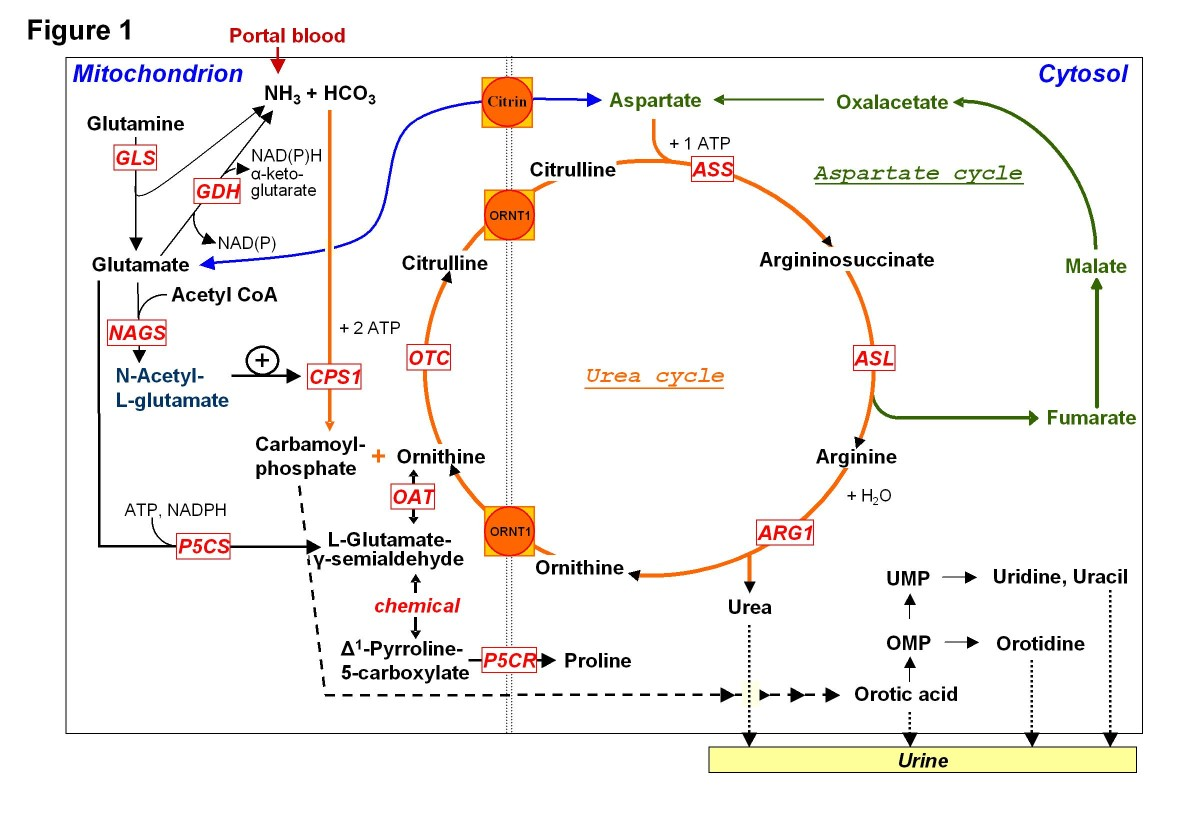 Figure 1
Portal blood
Mitochondrion
Cytosol
NH3 + HCO3
Citrin
Aspartate
Oxalacetate
Glutamine
+ 1 ATP
GLS
NAD(P)H
α-keto-
glutarate
Citrulline
ASS
Aspartate cycle
GDH
ORNT1
NAD(P)
Glutamate
Citrulline
Argininosuccinate
Malate
Acetyl CoA
NAGS
+ 2 ATP
OTC
ASL
+
N-Acetyl-
L-glutamate
CPS1
Urea cycle
Fumarate
Carbamoyl-
phosphate
+
Ornithine
Arginine
OAT
+ H2O
ATP, NADPH
P5CS
L-Glutamate-
γ-semialdehyde
ORNT1
ARG1
Ornithine
UMP
Uridine, Uracil
chemical
Urea
Δ1-Pyrroline-
5-carboxylate
P5CR
Proline
OMP
Orotidine
Orotic acid
Urine